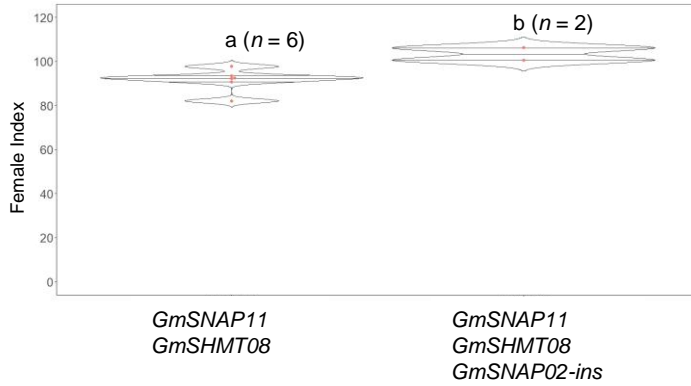 120
100
80
60
40
20
0
Female Index
a (n = 6)
b (n = 2)
GmSNAP11
GmSHMT08
GmSNAP11
GmSHMT08
GmSNAP02-ins